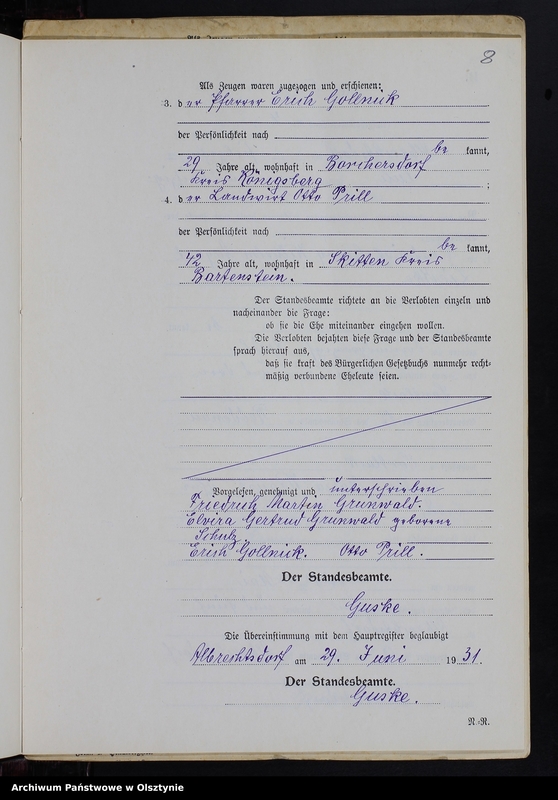 8
Als Zeugen waren zugezogen und erschienen:
3. der Pfarrer Erich Gollnick
der Persönlichkeit nach
be kannt,
29 Jahre alt, wohnhaft in Borchersdorf
Kreis Königsberg ;
4. der Landwirt Otto Prill
der Persönlichkeit nach
be kannt,
42 Jahre alt, wohnhaft in Skitten Kreis
Bartenstein.
Der Standesbeamte richtete an die Verlobten einzeln und
nacheinander die Frage:
ob sie die Ehe miteinander eingehen wollen.
Die Verlobten bejahten diese Frage und der Standesbeamte
sprach hierauf aus,
daß sie kraft des Bürgerlichen Gesetzbuchs nunmehr recht-
mäßig verbundene Eheleute seien.
Vorgelesen, genehmigt und unterschrieben
Friedrich Martin Grunwald.
Elvira Gertrud Grunwald geborene
Schulz
Erich Gollnick. Otto Prill.
Der Standesbeamte.
Guske.
Die Übereinstimmung mit dem Hauptregister beglaubigt
Albrechtsdorf am 29. Juni 1931.
Der Standesbeamte.
Guske.
N.-N.
Archiwum Państwowe w Olsztynie